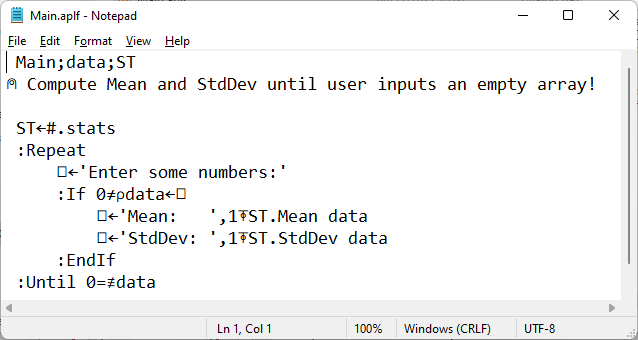 Main.aplf - Notepad
File Edit Format View Help
Main;data;ST
⍝ Compute Mean and StdDev until user inputs an empty array!
ST←#.stats
:Repeat
⎕←'Enter some numbers:'
:If 0≠⍴data←⎕
⎕←'Mean:   ',1⍕ST.Mean data
⎕←'StdDev: ',1⍕ST.StdDev data
:EndIf
:Until 0=≢data
Ln 1, Col 1 100% Windows (CRLF) UTF-8